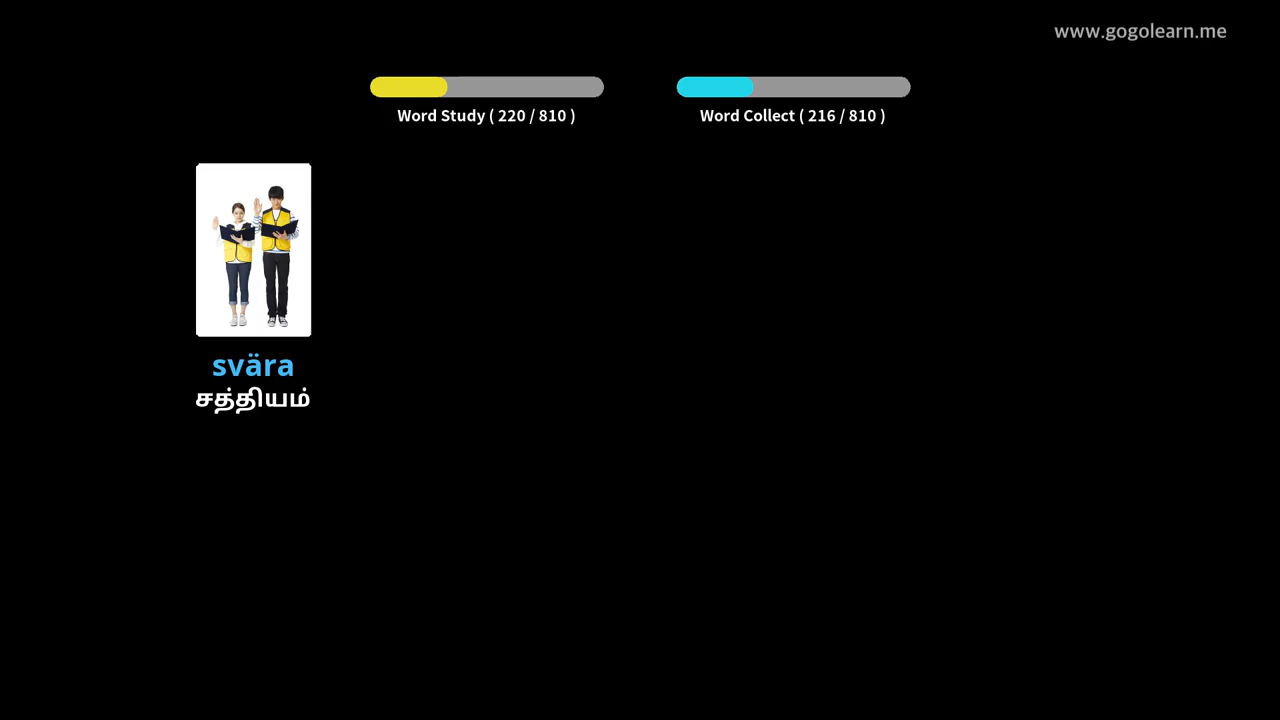 www.gogolearn.me
Word Study ( 220 / 810 )
Word Collect ( 216 / 810 )
svära
சத்தியம்